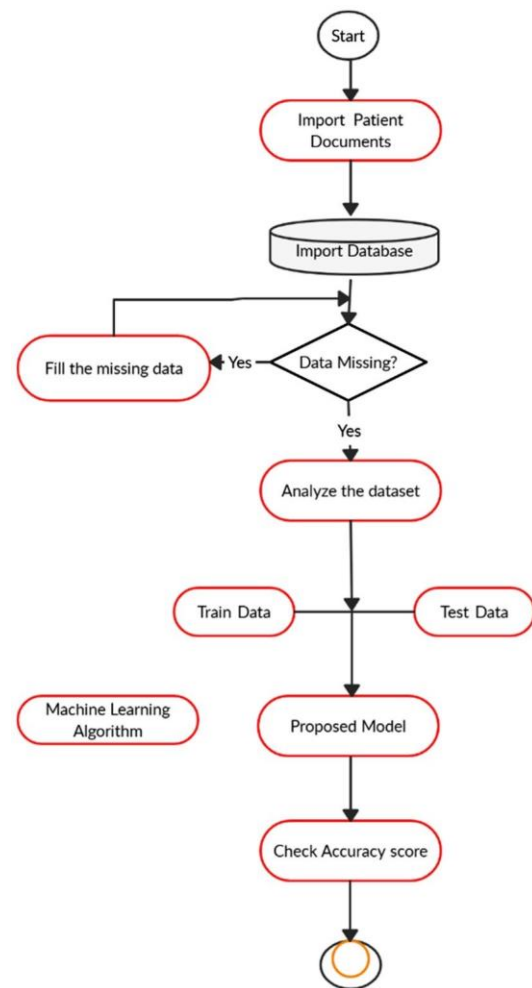 Start
Import Patient
Documents
Import Database
Fill the missing data
Yes
Data Missing?
Yes
Analyze the dataset
Train Data
Test Data
Machine Learning
Algorithm
Proposed Model
Check Accuracy score